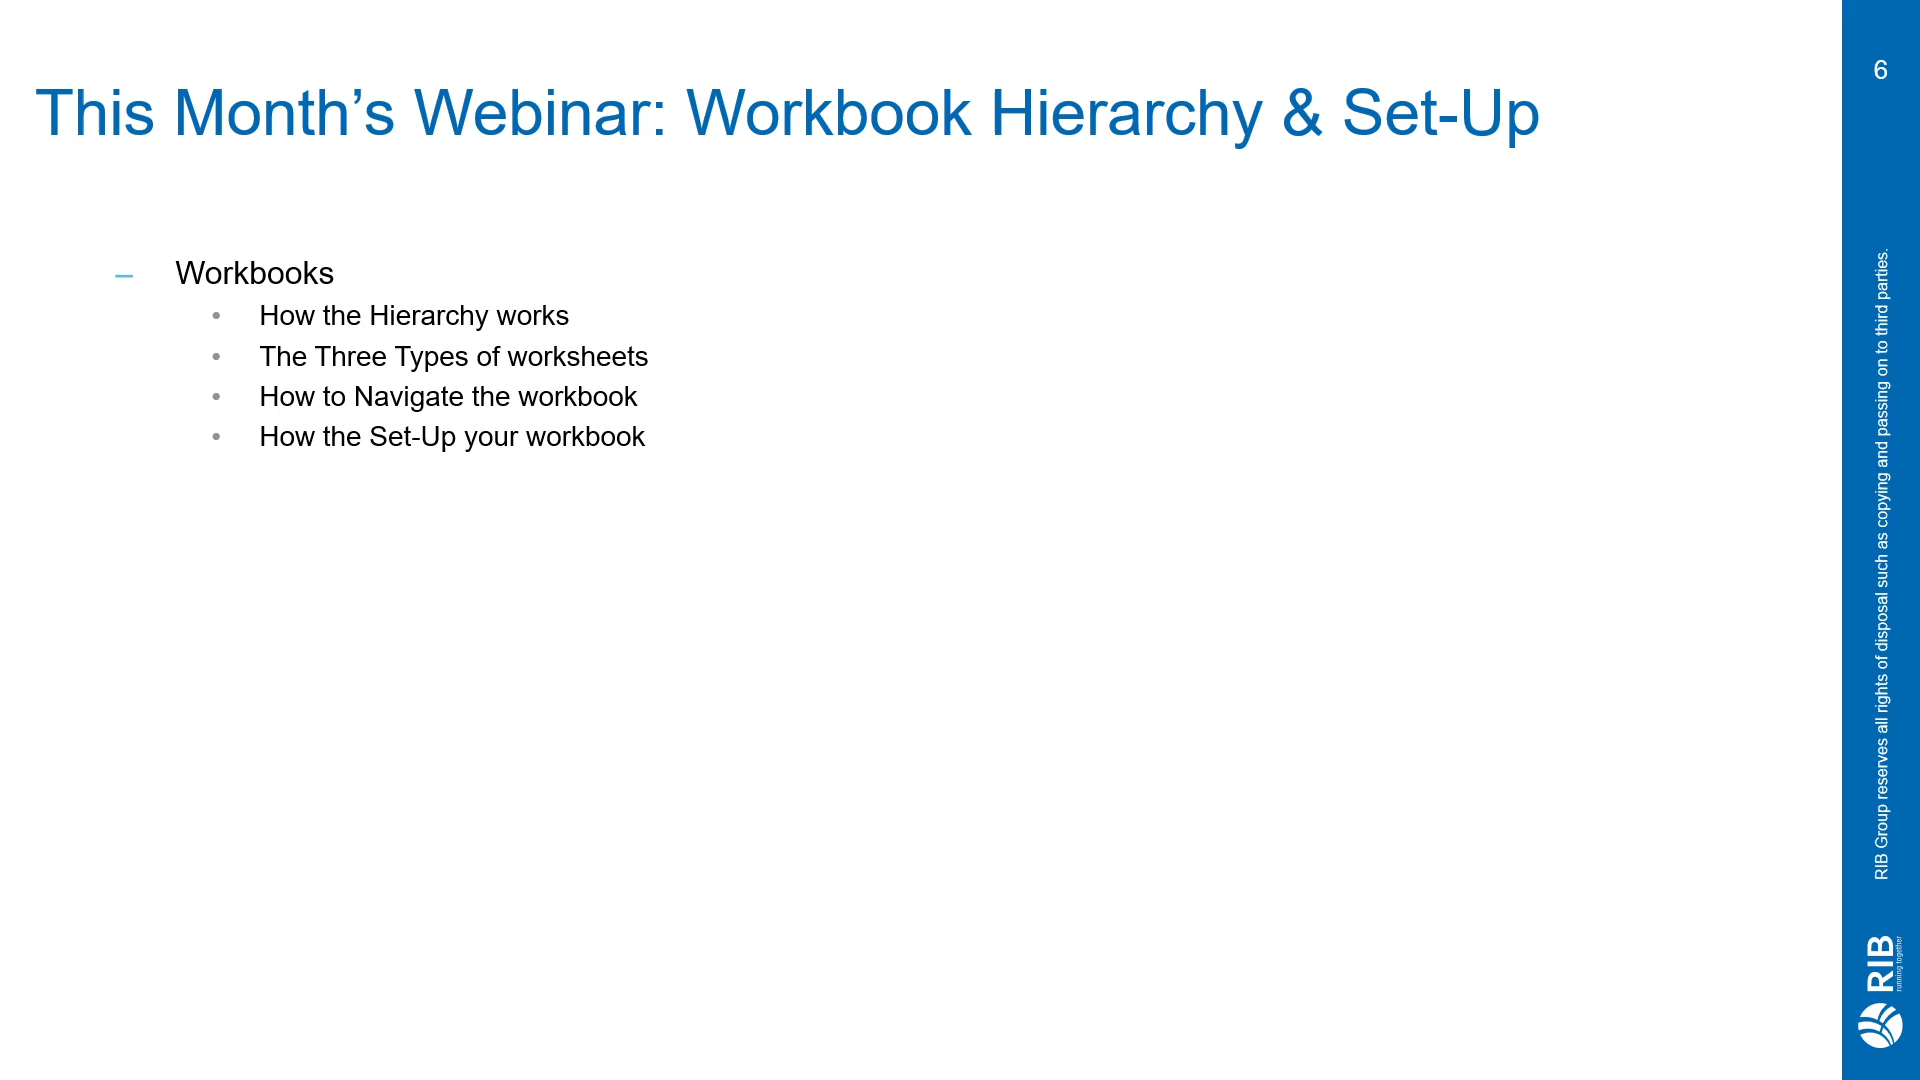 6
This Month’s Webinar: Workbook Hierarchy & Set-Up
– Workbooks
• How the Hierarchy works
• The Three Types of worksheets
• How to Navigate the workbook
• How the Set-Up your workbook
RIB Group reserves all rights of disposal such as copying and passing on to third parties.
RIB
running together